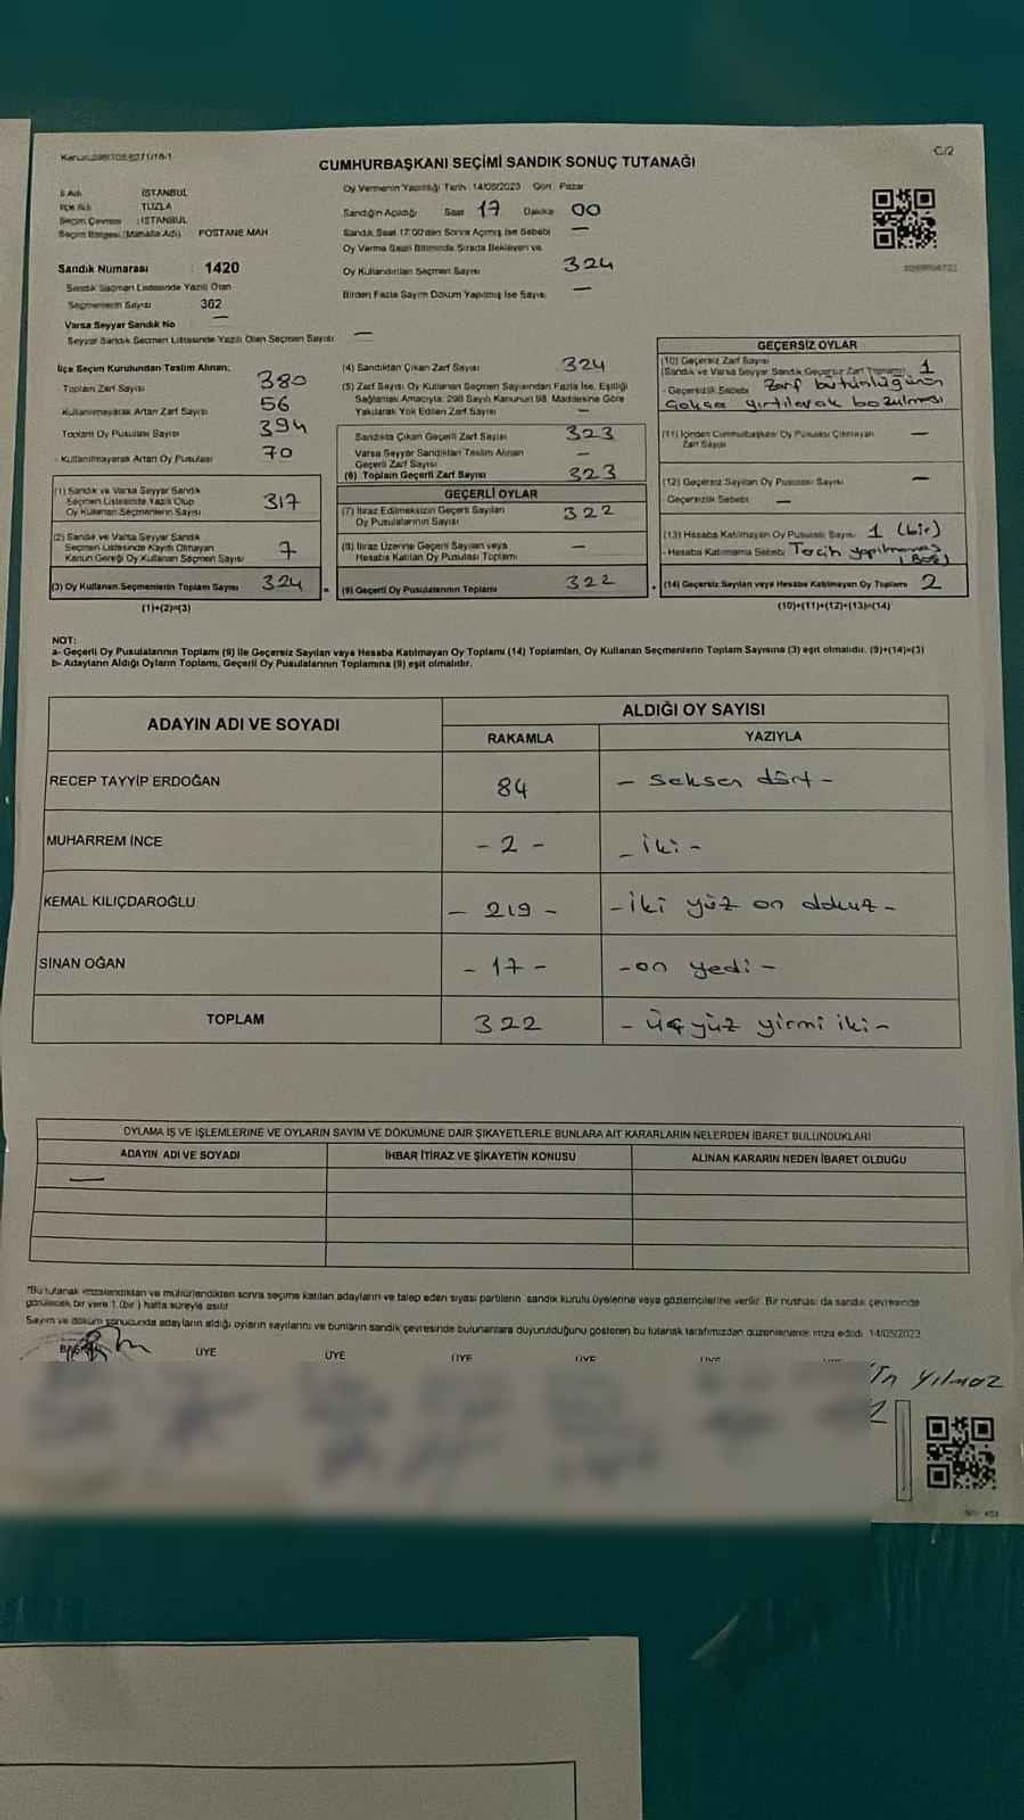 C/2
CUMHURBAŞKANI SEÇİMİ SANDIK SONUÇ TUTANAĞI
İl Adı İSTANBUL
İlçe Adı TUZLA
Seçim Çevresi : İSTANBUL
Seçim Bölgesi (Mahalle Adı) POSTANE MAH
Sandık Numarası 1420
Sandık Seçmen Listesinde Yazılı Olan
Seçmenlerin Sayısı 362
Varsa Seyyar Sandık No —
Seyyar Sandık Seçmen Listesinde Yazılı Olan Seçmen Sayısı —
Oy Vermenin Yapıldığı Tarih 14/05/2023 Gün: Pazar
Sandığın Açıldığı Saat 17 Dakika 00
Sandık Saat 17:00'den Sonra Açılmış İse Sebebi —
Oy Verme Saati Bitiminde Sırada Bekleyen ve
Oy Kullandırılan Seçmen Sayısı 324
Birden Fazla Sayım Döküm Yapılmış İse Sayısı —
İlçe Seçim Kurulundan Teslim Alınan;
Toplam Zarf Sayısı 380
Kullanılmayarak Artan Zarf Sayısı 56
Toplam Oy Pusulası Sayısı 394
- Kullanılmayarak Artan Oy Pusulası 70
(1) Sandık ve Varsa Seyyar Sandık
Seçmen Listesinde Yazılı Olup
Oy Kullanan Seçmenlerin Sayısı 317
(2) Sandık ve Varsa Seyyar Sandık
Seçmen Listesinde Kaydı Olmayan
Kanun Gereği Oy Kullanan Seçmen Sayısı 7
(3) Oy Kullanan Seçmenlerin Toplam Sayısı 324
(1)+(2)=(3)
(4) Sandıktan Çıkan Zarf Sayısı 324
(5) Zarf Sayısı Oy Kullanan Seçmen Sayısından Fazla İse, Eşitliği
Sağlamak Amacıyla; 298 Sayılı Kanunun 98. Maddesine Göre
Yakılarak Yok Edilen Zarf Sayısı —
Sandıkta Çıkan Geçerli Zarf Sayısı 323
Varsa Seyyar Sandıktan Teslim Alınan
Geçerli Zarf Sayısı —
(6) Toplam Geçerli Zarf Sayısı 323
GEÇERLİ OYLAR
(7) İtiraz Edilmeksizin Geçerli Sayılan
Oy Pusulalarının Sayısı 322
(8) İtiraz Üzerine Geçerli Sayılan veya
Hesaba Katılan Oy Pusulası Toplamı —
(9) Geçerli Oy Pusulalarının Toplamı 322
GEÇERSİZ OYLAR
(10) Geçersiz Zarf Sayısı
(Sandık ve Varsa Seyyar Sandık Geçersiz Zarf Toplamı) 1
- Geçersizlik Sebebi Zarf bütünlüğünün
yırtılarak bozulması
(11) İçinden Cumhurbaşkanı Oy Pusulası Çıkmayan
Zarf Sayısı —
(12) Geçersiz Sayılan Oy Pusulası Sayısı —
Geçersizlik Sebebi —
(13) Hesaba Katılmayan Oy Pusulası Sayısı 1 (bir)
- Hesaba Katılmama Sebebi Tercih yapılmamas
(Boş)
(14) Geçersiz Sayılan veya Hesaba Katılmayan Oy Toplamı 2
(10)+(11)+(12)+(13)=(14)
NOT:
a- Geçerli Oy Pusulalarının Toplamı (9) İle Geçersiz Sayılan veya Hesaba Katılmayan Oy Toplamı (14) Toplamları, Oy Kullanan Seçmenlerin Toplam Sayısına (3) eşit olmalıdır. (9)+(14)=(3)
b- Adayların Aldığı Oyların Toplamı, Geçerli Oy Pusulalarının Toplamına (9) eşit olmalıdır.
ADAYIN ADI VE SOYADI
ALDIĞI OY SAYISI
RAKAMLA YAZIYLA
RECEP TAYYİP ERDOĞAN 84 - seksen dört -
MUHARREM İNCE - 2 - - iki -
KEMAL KILIÇDAROĞLU - 219 - - iki yüz on dokuz -
SİNAN OĞAN - 17 - - on yedi -
TOPLAM 322 - üç yüz yirmi iki -
OYLAMA İŞ VE İŞLEMLERİNE VE OYLARIN SAYIM VE DÖKÜMÜNE DAİR ŞİKAYETLERLE BUNLARA AİT KARARLARIN NELERDEN İBARET BULUNDUKLARI
ADAYIN ADI VE SOYADI İHBAR İTİRAZ VE ŞİKAYETİN KONUSU ALINAN KARARIN NEDEN İBARET OLDUĞU
—
*Bu tutanak imzalandıktan ve mühürlendikten sonra seçime katılan adayların ve talep eden siyasi partilerin sandık kurulu üyelerine veya gözlemcilerine verilir. Bir nüshası da sandık çevresinde
görülecek bir yere 1 (bir) hafta süreyle asılır
Sayım ve döküm sonucunda adayların aldığı oyların sayılarını ve bunların sandık çevresinde bulunanlara duyurulduğunu gösteren bu tutanak tarafımızdan düzenlenerek imza edildi 14/05/2023
ÜYE ÜYE ÜYE ÜYE ÜYE
Yılmaz